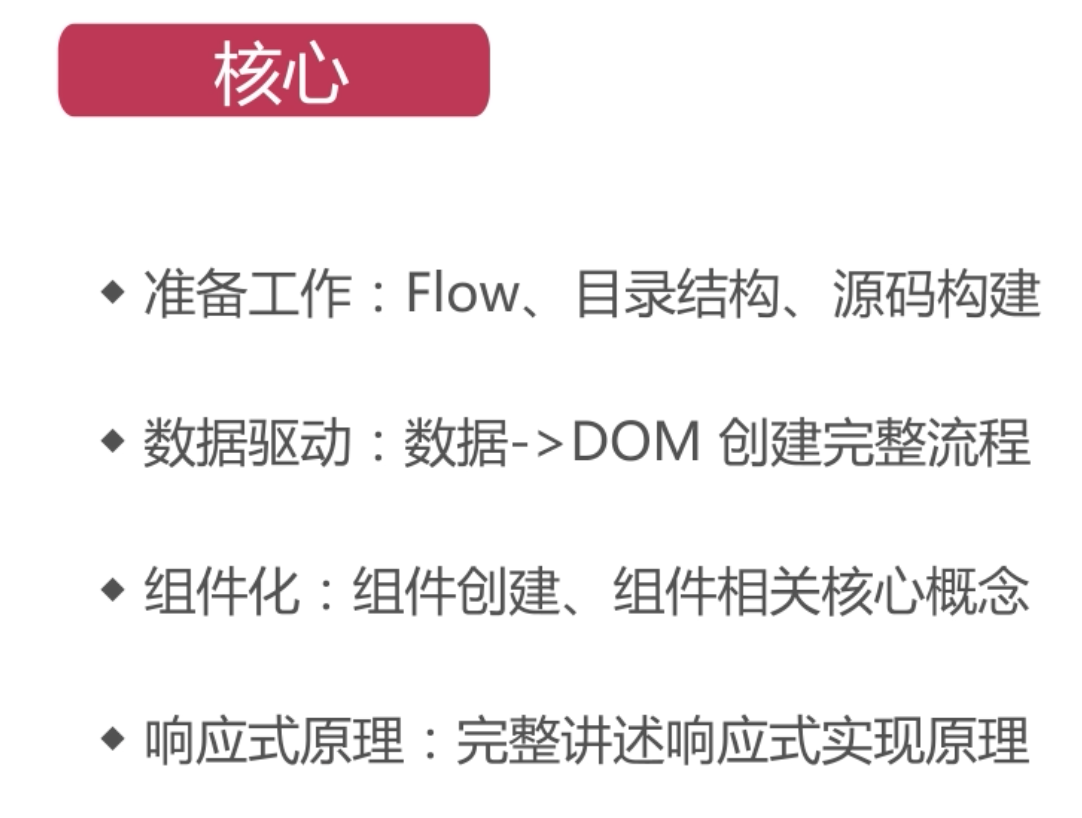 核心
◆ 准备工作：Flow、目录结构、源码构建
◆ 数据驱动：数据->DOM 创建完整流程
◆ 组件化：组件创建、组件相关核心概念
◆ 响应式原理：完整讲述响应式实现原理